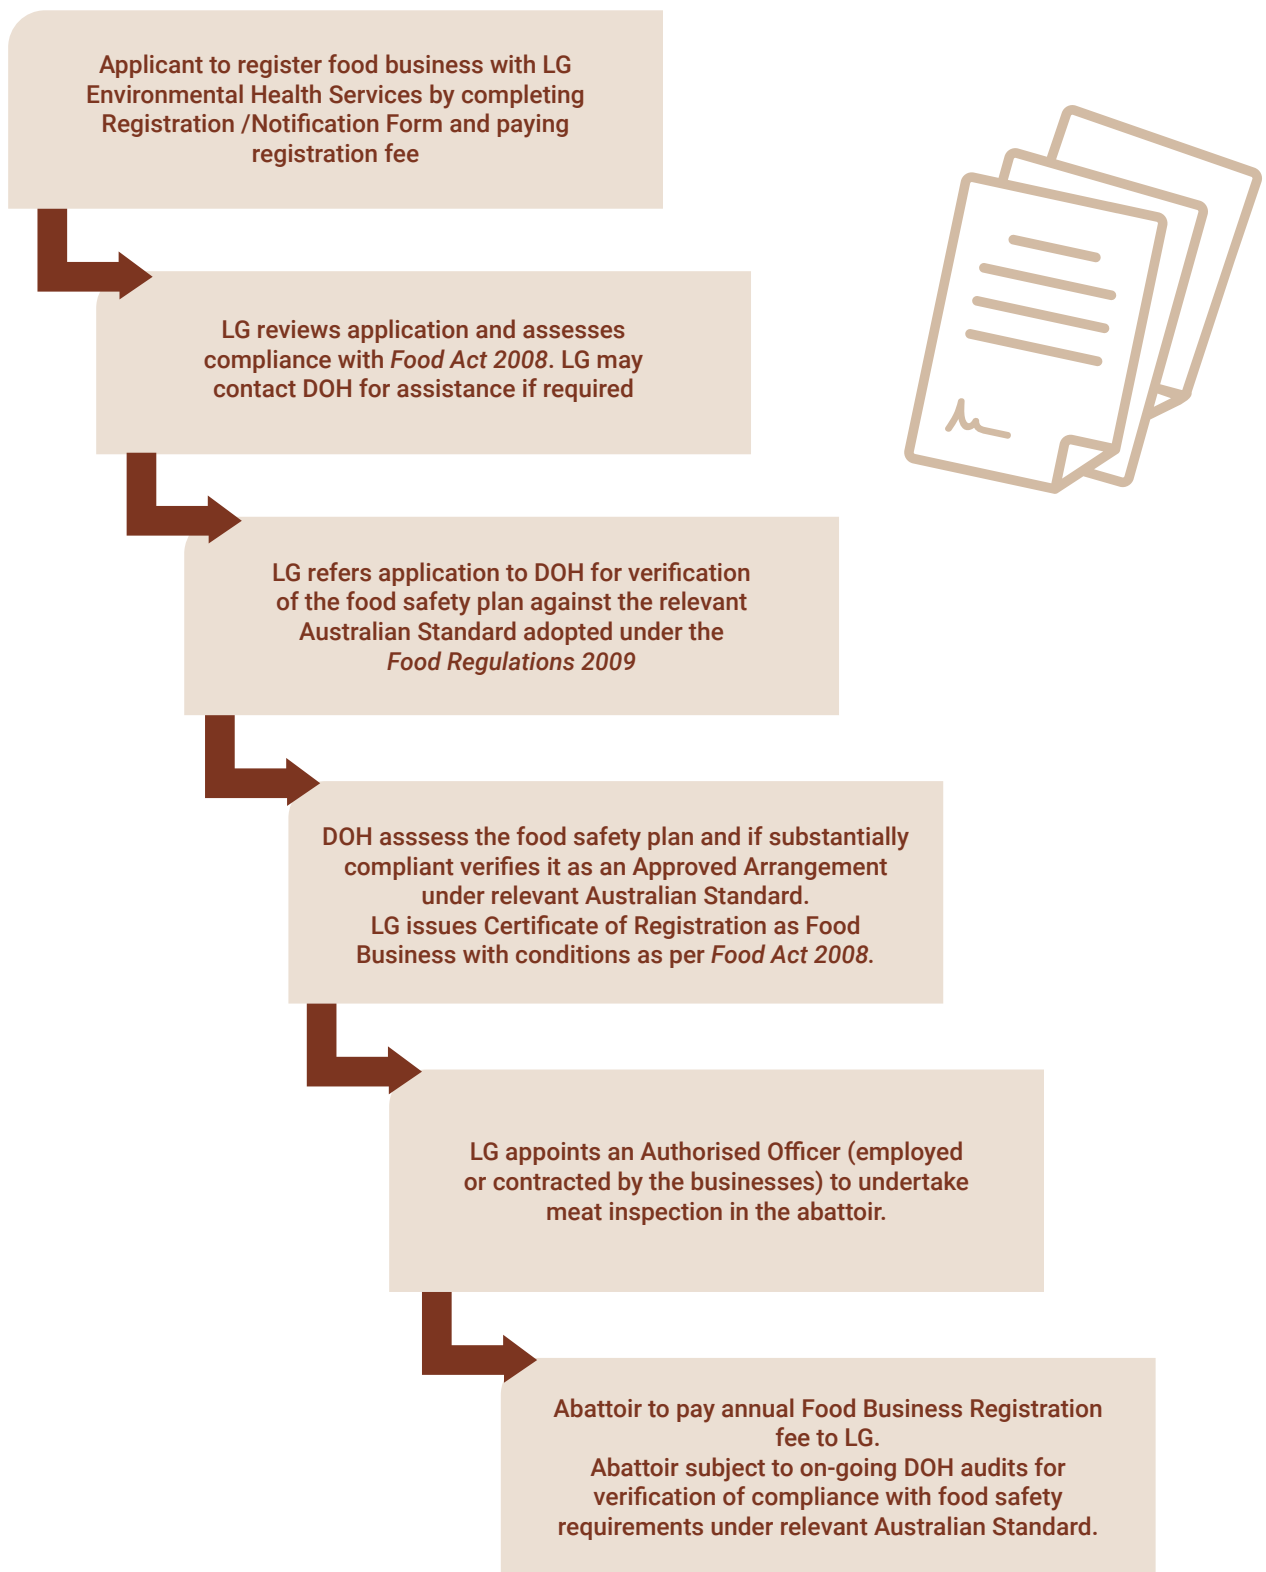 Applicant to register food business with LG
Environmental Health Services by completing
Registration /Notification Form and paying
registration fee
LG reviews application and assesses
compliance with Food Act 2008. LG may
contact DOH for assistance if required
LG refers application to DOH for verification
of the food safety plan against the relevant
Australian Standard adopted under the
Food Regulations 2009
DOH asssess the food safety plan and if substantially
compliant verifies it as an Approved Arrangement
under relevant Australian Standard.
LG issues Certificate of Registration as Food
Business with conditions as per Food Act 2008.
LG appoints an Authorised Officer (employed
or contracted by the businesses) to undertake
meat inspection in the abattoir.
Abattoir to pay annual Food Business Registration
fee to LG.
Abattoir subject to on-going DOH audits for
verification of compliance with food safety
requirements under relevant Australian Standard.